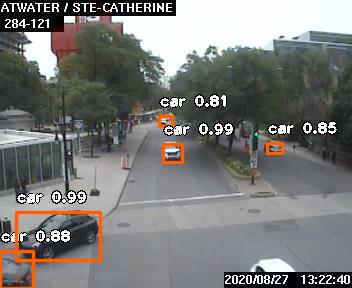 ATWATER / STE-CATHERINE
284-121
car 0.81
car 0.99
car 0.85
car 0.99
car 0.88
2020/08/27 13:22:40